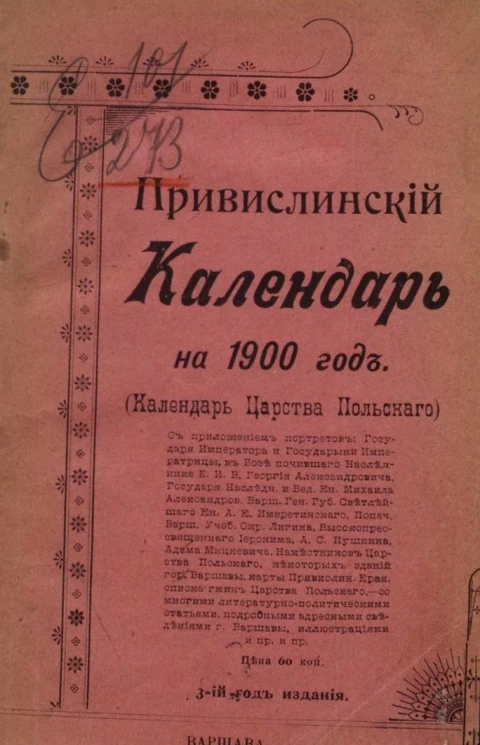 Е 101
273
Привислинскій
Календарь
на 1900 годъ.
(Календарь Царства Польскаго)
Съ приложеніемъ портретовъ: Госу-
даря Императора и Государыни Импе-
ратрицы, въ Бозѣ почившаго Наслѣд-
ника Е. И. В. Георгія Александровича,
Государя Наслѣдн. и Вел. Кн. Михаила
Александров. Варш. Ген. Губ. Свѣтлѣй-
шаго Кн. А. К. Имеретинскаго, Попеч.
Варш. Учеб. Окр. Лигина, Высокопрео-
священнаго Іеронима, А. С. Пушкина,
Адама Мицкевича, Намѣстниковъ Цар-
ства Польскаго, нѣкоторыхъ зданій
гор. Варшавы, карты Привислин. Края,
списка гмин. Царства Польскаго,—со
многими литературно-политическими
статьями, подробными адресными свѣ-
дѣніями г. Варшавы, иллюстраціями
и пр. и пр.
Цѣна 60 коп.
3-ій годъ изданія.
ВАРШАВА